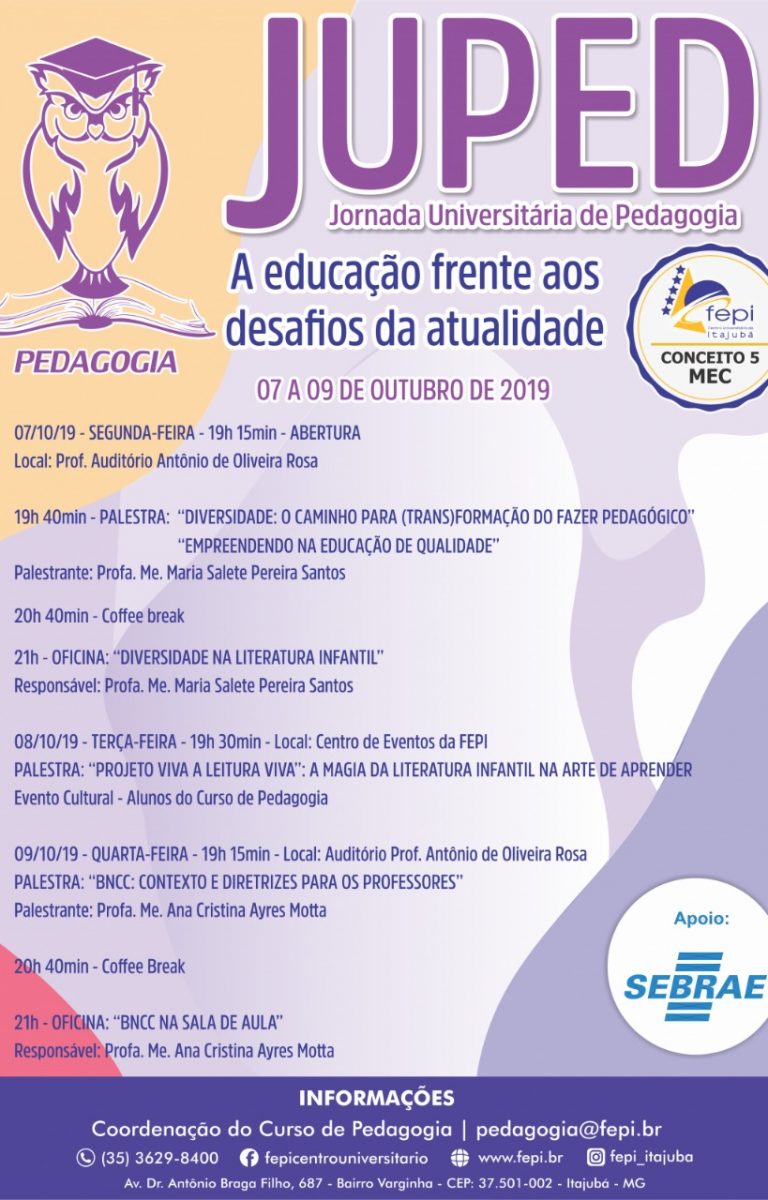 JUPED
Jornada Universitária de Pedagogia
PEDAGOGIA
A educação frente aos
desafios da atualidade
07 A 09 DE OUTUBRO DE 2019
fepi
Centro Universitário de
Itajubá
CONCEITO 5
MEC
07/10/19 - SEGUNDA-FEIRA - 19h 15min - ABERTURA
Local: Prof. Auditório Antônio de Oliveira Rosa
19h 40min - PALESTRA: “DIVERSIDADE: O CAMINHO PARA (TRANS)FORMAÇÃO DO FAZER PEDAGÓGICO”
“EMPREENDENDO NA EDUCAÇÃO DE QUALIDADE”
Palestrante: Profa. Me. Maria Salete Pereira Santos
20h 40min - Coffee break
21h - OFICINA: “DIVERSIDADE NA LITERATURA INFANTIL”
Responsável: Profa. Me. Maria Salete Pereira Santos
08/10/19 - TERÇA-FEIRA - 19h 30min - Local: Centro de Eventos da FEPI
PALESTRA: “PROJETO VIVA A LEITURA VIVA”: A MAGIA DA LITERATURA INFANTIL NA ARTE DE APRENDER
Evento Cultural - Alunos do Curso de Pedagogia
09/10/19 - QUARTA-FEIRA - 19h 15min - Local: Auditório Prof. Antônio de Oliveira Rosa
PALESTRA: “BNCC: CONTEXTO E DIRETRIZES PARA OS PROFESSORES”
Palestrante: Profa. Me. Ana Cristina Ayres Motta
20h 40min - Coffee Break
21h - OFICINA: “BNCC NA SALA DE AULA”
Responsável: Profa. Me. Ana Cristina Ayres Motta
Apoio:
SEBRAE
INFORMAÇÕES
Coordenação do Curso de Pedagogia | pedagogia@fepi.br
(35) 3629-8400 fepicentrouniversitario www.fepi.br fepi_itajuba
Av. Dr. Antônio Braga Filho, 687 - Bairro Varginha - CEP: 37.501-002 - Itajubá - MG